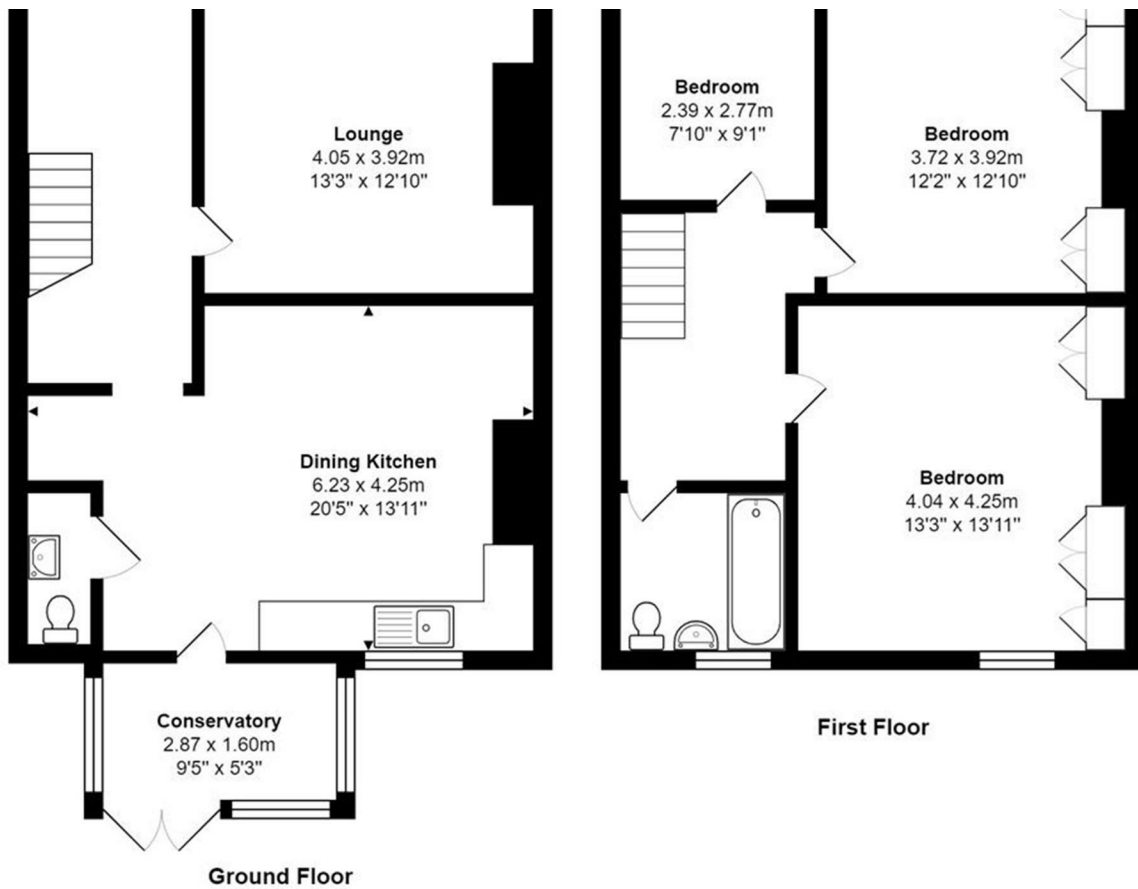 Lounge
4.05 x 3.92m
13'3" x 12'10"
Dining Kitchen
6.23 x 4.25m
20'5" x 13'11"
Conservatory
2.87 x 1.60m
9'5" x 5'3"
Ground Floor
Bedroom
2.39 x 2.77m
7'10" x 9'1"
Bedroom
3.72 x 3.92m
12'2" x 12'10"
Bedroom
4.04 x 4.25m
13'3" x 13'11"
First Floor